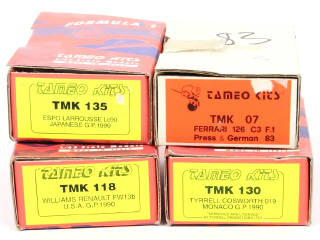 FORMULA 1
83
TAMEO KITS
TMK 135
ESPO LARROUSSE Lc90
JAPANESE G.P. 1990
TAMEO KITS
TMK 07
FERRARI 126 C3 F.1
Press & German 83
TAMEO KITS
TMK 118
WILLIAMS RENAULT FW13b
U.S.A. G.P. 1990
TAMEO KITS
TMK 130
TYRRELL COSWORTH 019
MONACO G.P. 1990